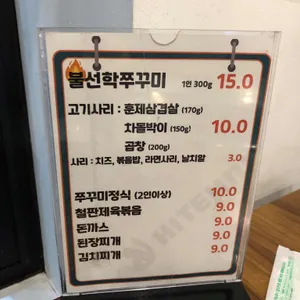 불선학쭈꾸미 1인 300g 15.0
고기사리 : 훈제삼겹살 (170g)
차돌박이 (150g) 10.0
곱창 (200g)
사리 : 치즈, 볶음밥, 라면사리, 날치알 3.0
쭈꾸미정식 (2인이상) 10.0
철판제육볶음 9.0
돈까스 9.0
된장찌개 9.0
김치찌개 9.0
HITE